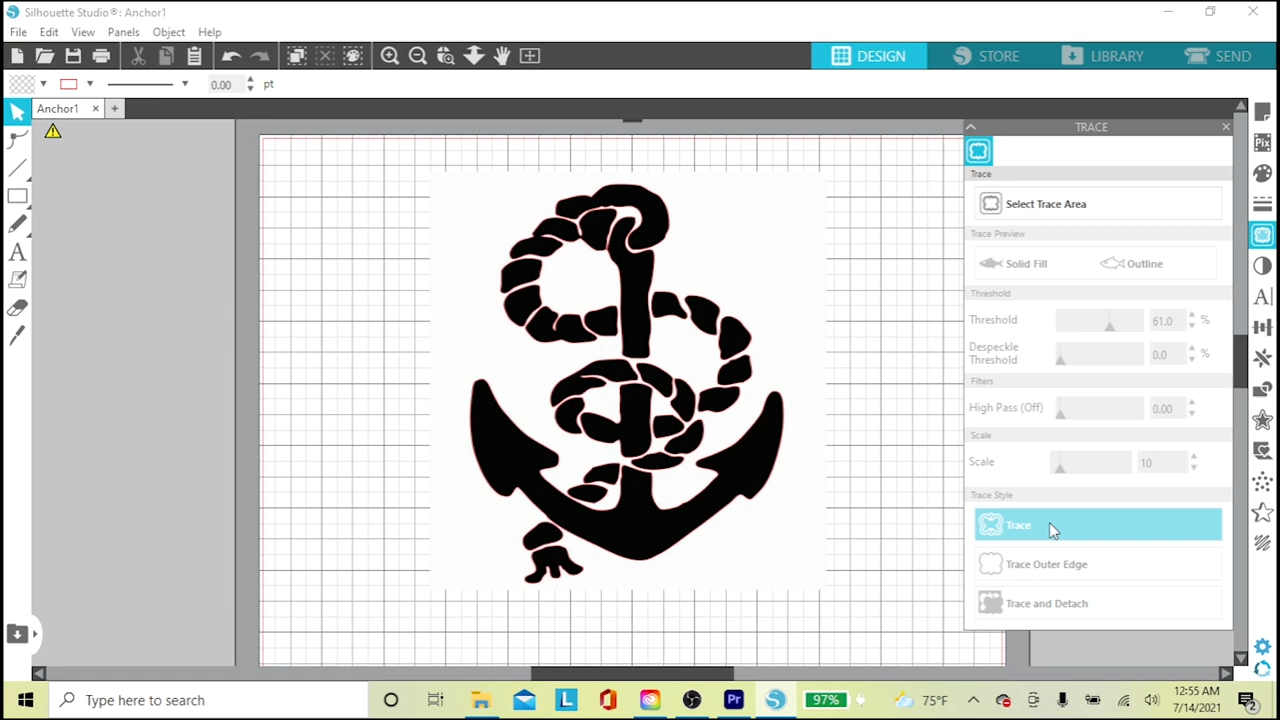 Silhouette Studio®: Anchor1
File Edit View Panels Object Help
DESIGN STORE LIBRARY SEND
0.00 pt
Anchor1
TRACE
Trace
Select Trace Area
Trace Preview
Solid Fill Outline
Threshold
Threshold 61.0 %
Despeckle
Threshold 0.0 %
Filters
High Pass (Off) 0.00
Scale
Scale 10
Trace Style
Trace
Trace Outer Edge
Trace and Detach
Type here to search
97%
75°F
12:55 AM
7/14/2021
2